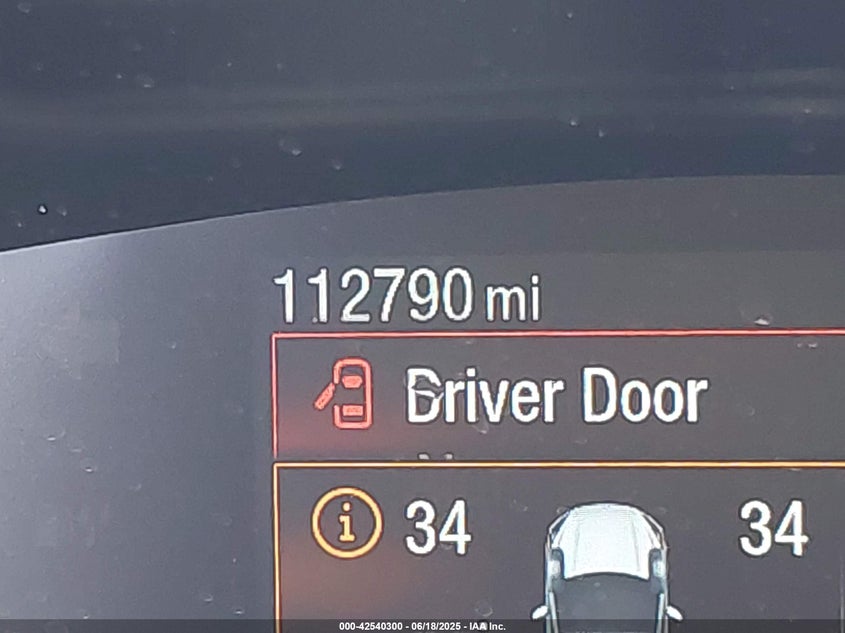 112790 mi
Driver Door
34 34
000-42540300 - 06/18/2025 - IAA Inc.